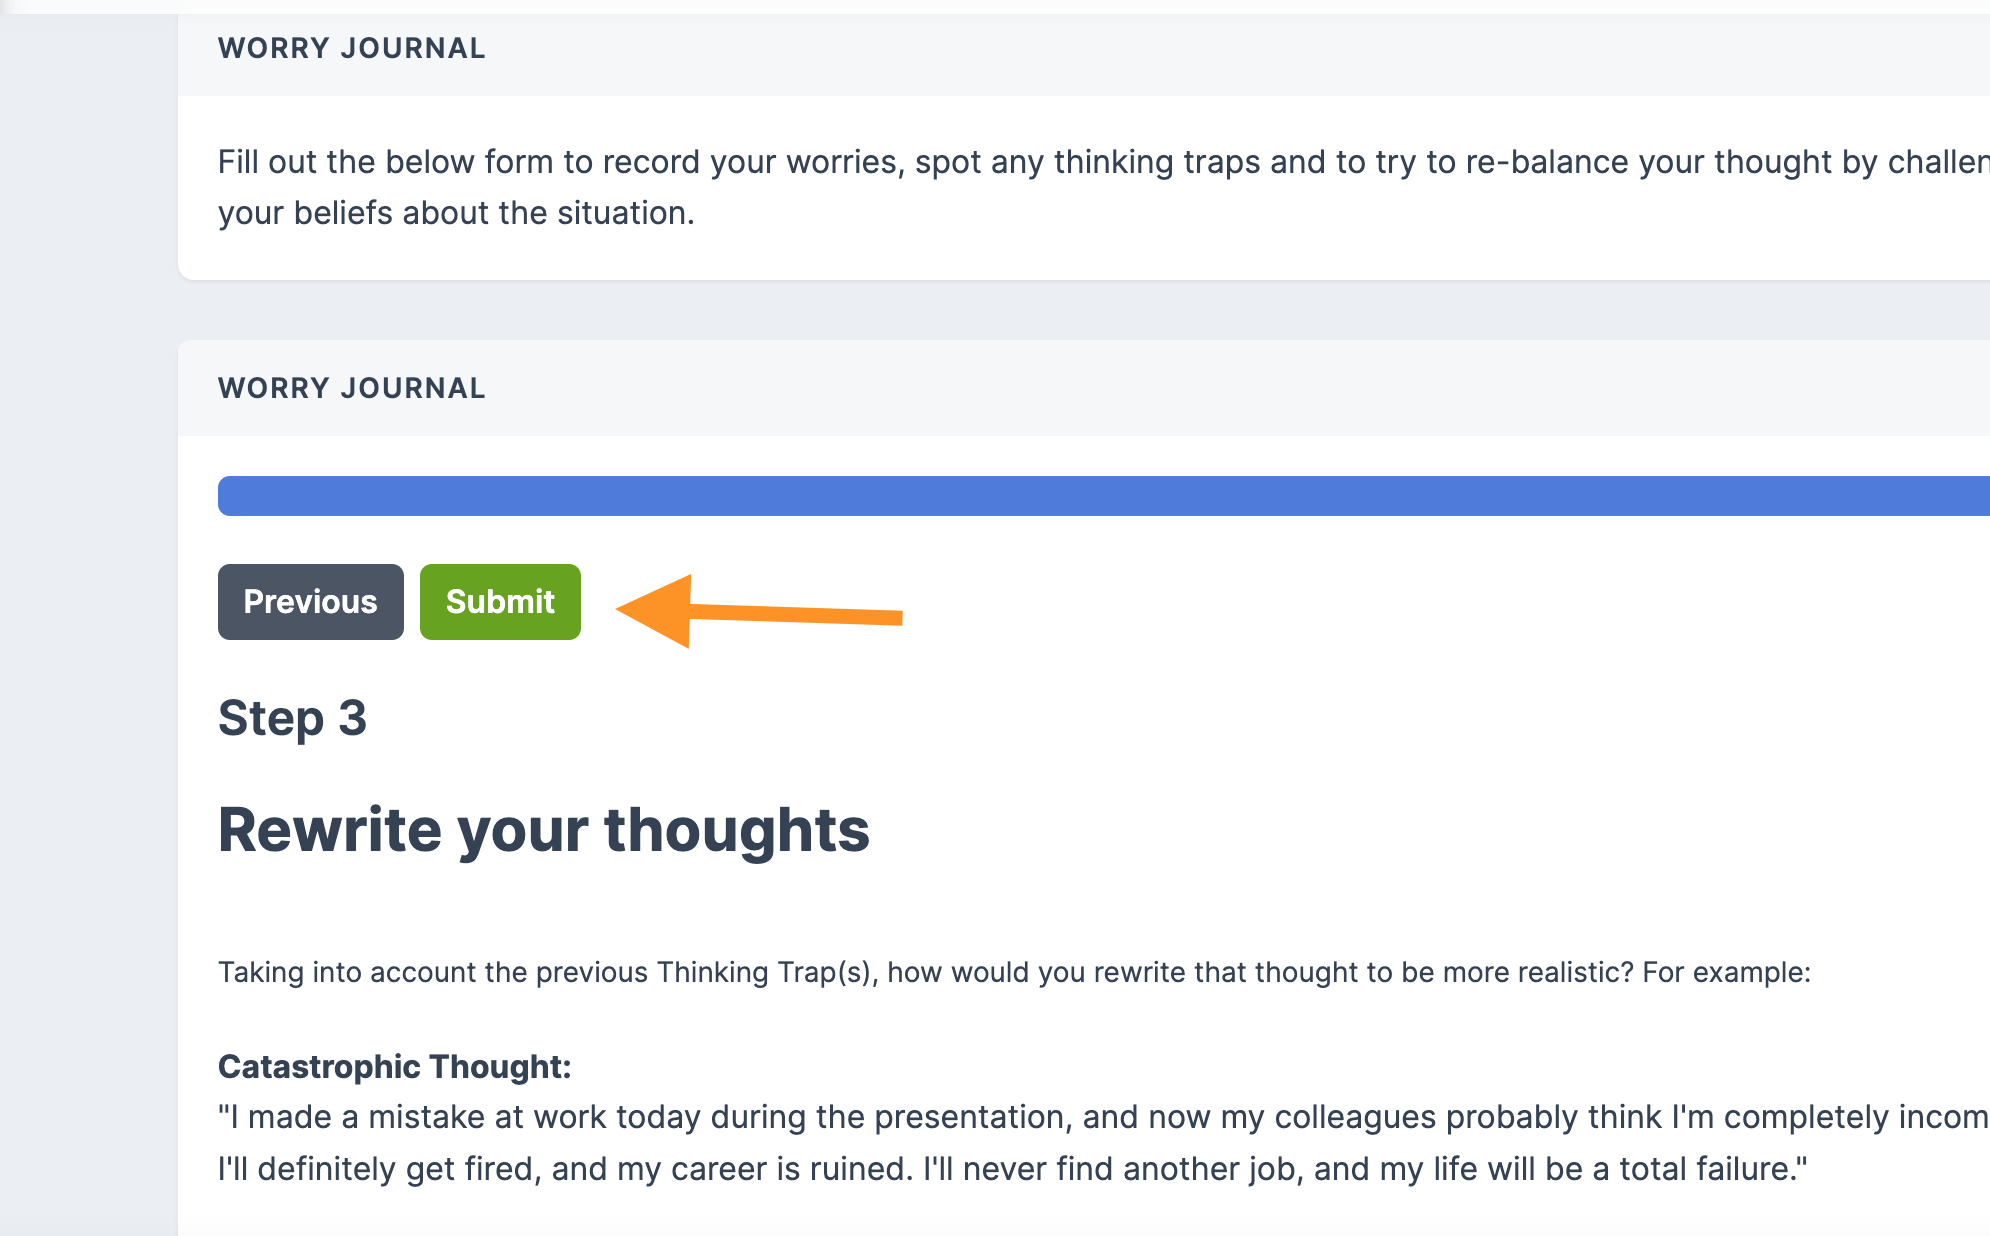 WORRY JOURNAL
Fill out the below form to record your worries, spot any thinking traps and to try to re-balance your thought by
your beliefs about the situation.
WORRY JOURNAL
Previous Submit
Step 3
Rewrite your thoughts
Taking into account the previous Thinking Trap(s), how would you rewrite that thought to be more realistic? For example:
Catastrophic Thought:
"I made a mistake at work today during the presentation, and now my colleagues probably think I'm completely
I'll definitely get fired, and my career is ruined. I'll never find another job, and my life will be a total failure."